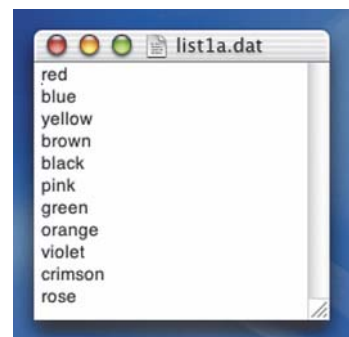 list1a.dat
red
blue
yellow
brown
black
pink
green
orange
violet
crimson
rose